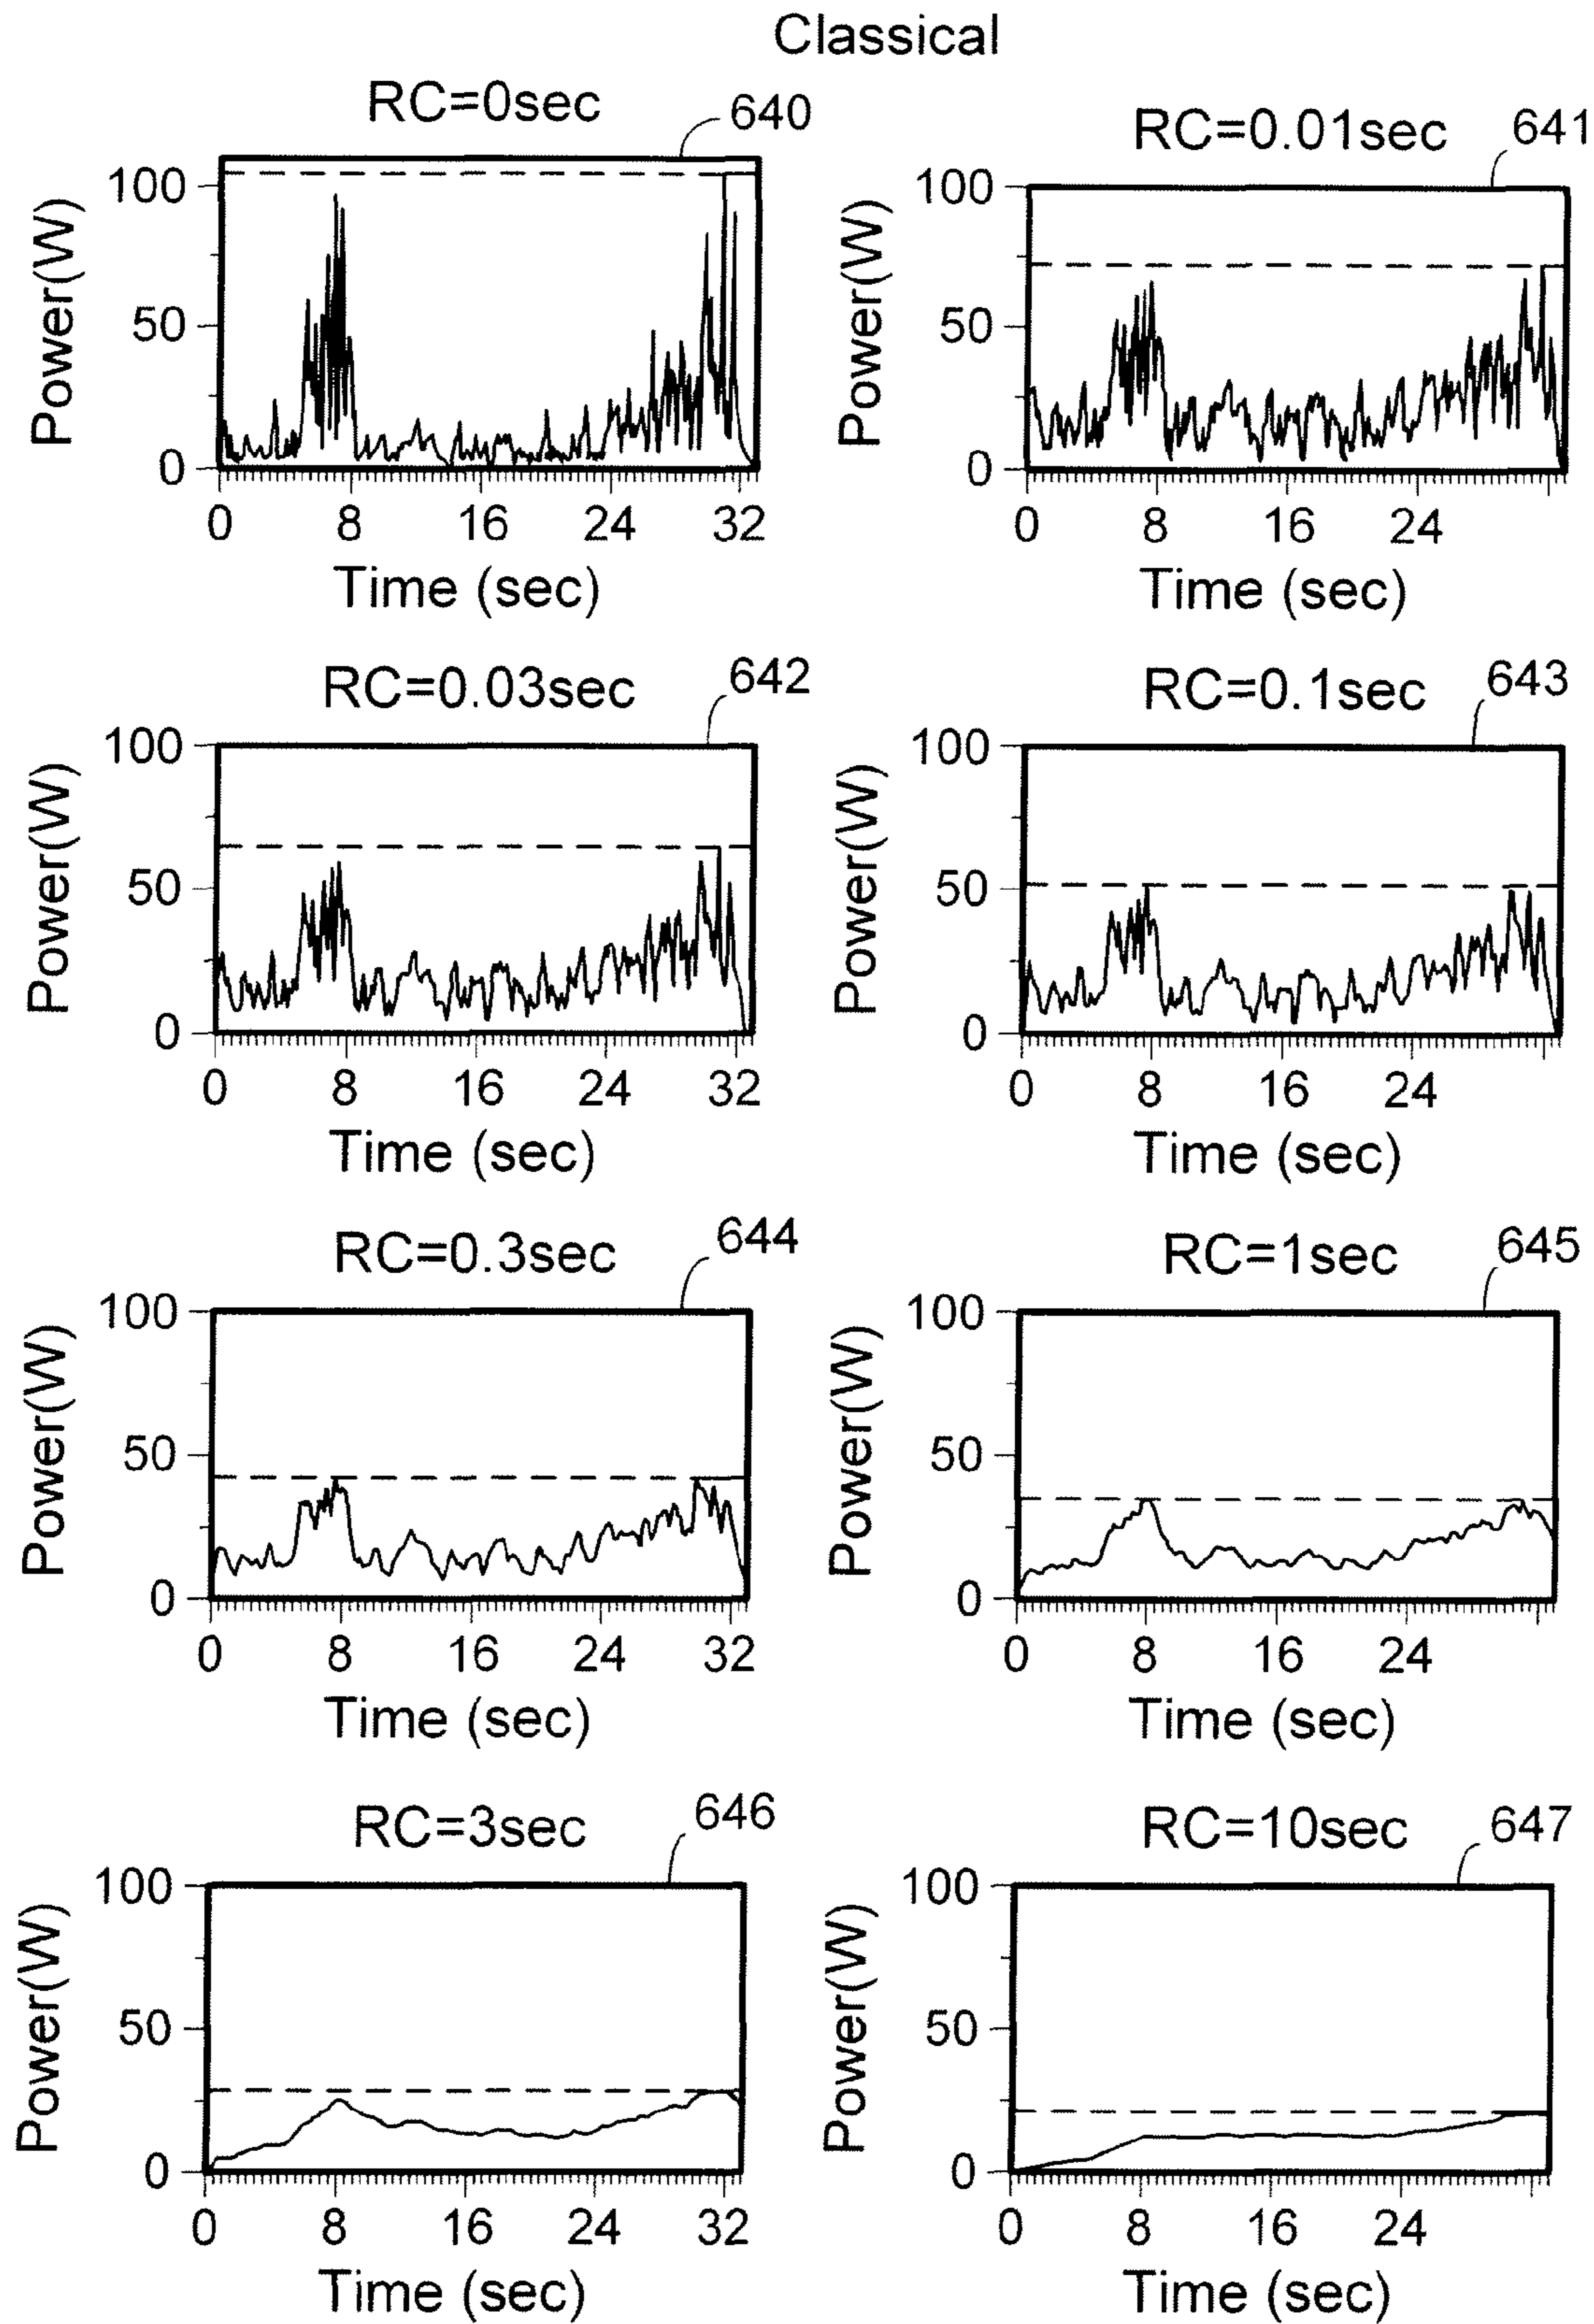 Classical
RC=0sec
640
Power(W)
100
50
0
0 8 16 24 32
Time (sec)
RC=0.01sec
641
Power(W)
100
50
0
0 8 16 24
Time (sec)
RC=0.03sec
642
Power(W)
100
50
0
0 8 16 24 32
Time (sec)
RC=0.1sec
643
Power(W)
100
50
0
0 8 16 24
Time (sec)
RC=0.3sec
644
Power(W)
100
50
0
0 8 16 24 32
Time (sec)
RC=1sec
645
Power(W)
100
50
0
0 8 16 24
Time (sec)
RC=3sec
646
Power(W)
100
50
0
0 8 16 24 32
Time (sec)
RC=10sec
647
Power(W)
100
50
0
0 8 16 24
Time (sec)